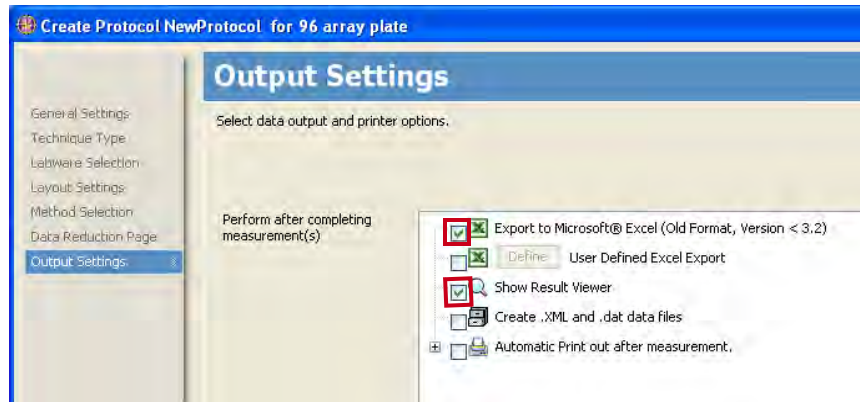 Create Protocol NewProtocol for 96 array plate
Output Settings
General Settings
Technique Type
Labware Selection
Layout Settings
Method Selection
Data Reduction Page
Output Settings
Select data output and printer options.
Perform after completing
measurement(s)
Export to Microsoft® Excel (Old Format, Version < 3.2)
Define User Defined Excel Export
Show Result Viewer
Create .XML and .dat data files
Automatic Print out after measurement,